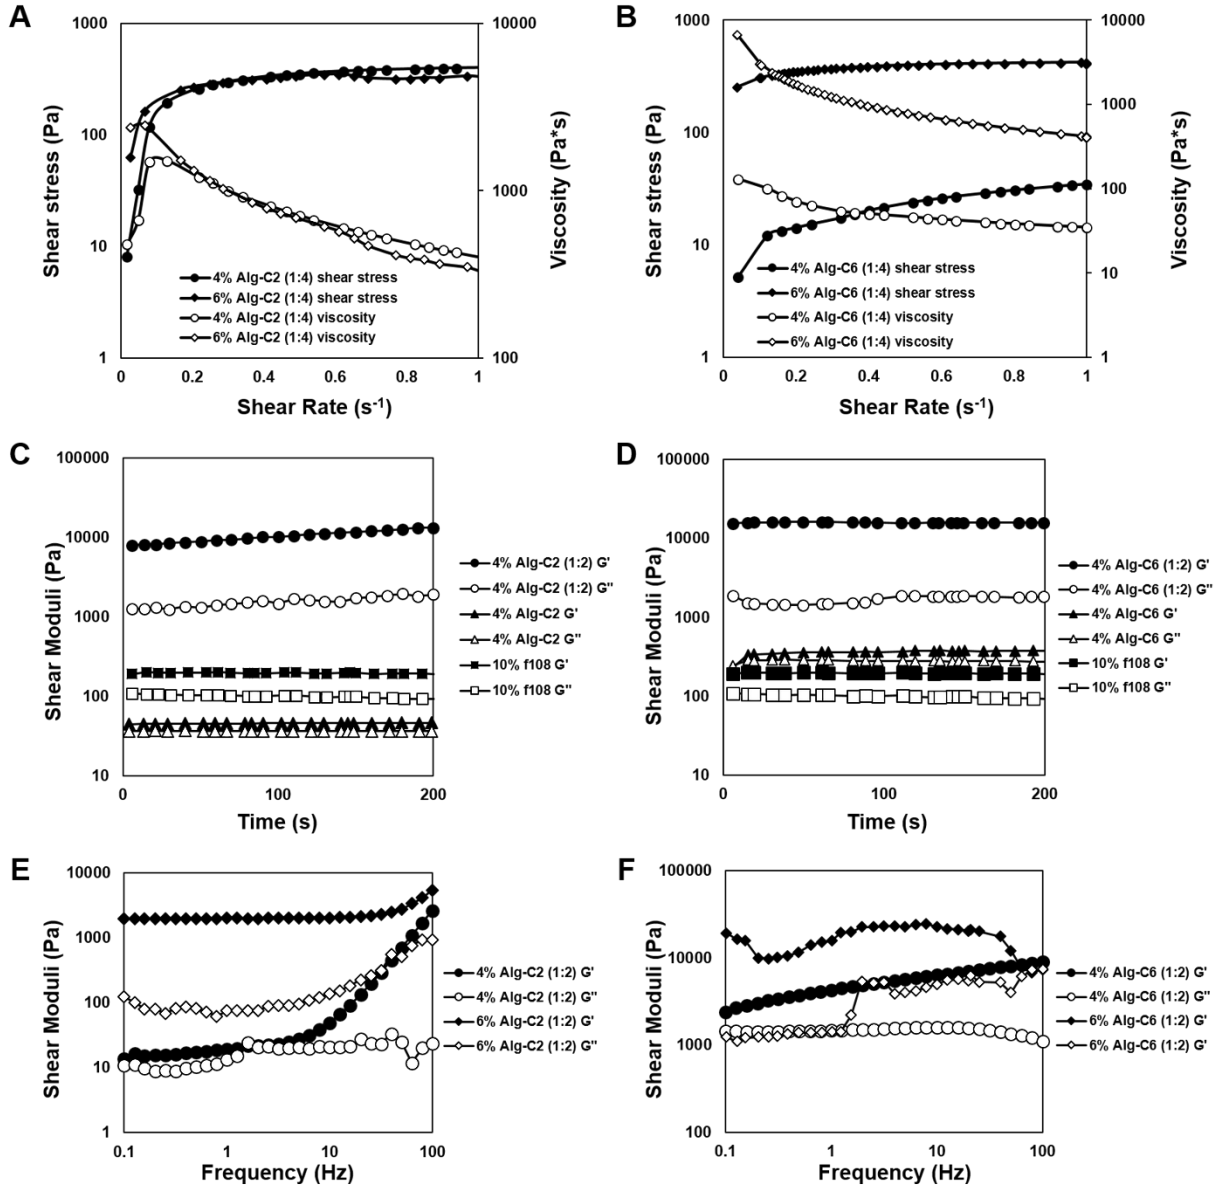 A
1000
100
10
1
Shear stress (Pa)
10000
1000
100
Viscosity (Pa*s)
4% Alg-C2 (1:4) shear stress
6% Alg-C2 (1:4) shear stress
4% Alg-C2 (1:4) viscosity
6% Alg-C2 (1:4) viscosity
0 0.2 0.4 0.6 0.8 1
Shear Rate (s-1)
B
1000
100
10
1
Shear stress (Pa)
10000
1000
100
10
1
Viscosity (Pa*s)
4% Alg-C6 (1:4) shear stress
6% Alg-C6 (1:4) shear stress
4% Alg-C6 (1:4) viscosity
6% Alg-C6 (1:4) viscosity
0 0.2 0.4 0.6 0.8 1
Shear Rate (s-1)
C
100000
10000
1000
100
10
Shear Moduli (Pa)
0 100 200
Time (s)
4% Alg-C2 (1:2) G'
4% Alg-C2 (1:2) G"
4% Alg-C2 G'
4% Alg-C2 G"
10% f108 G'
10% f108 G"
D
100000
10000
1000
100
10
Shear Moduli (Pa)
0 100 200
Time (s)
4% Alg-C6 (1:2) G'
4% Alg-C6 (1:2) G"
4% Alg-C6 G'
4% Alg-C6 G"
10% f108 G'
10% f108 G"
E
10000
1000
100
10
1
Shear Moduli (Pa)
0.1 1 10 100
Frequency (Hz)
4% Alg-C2 (1:2) G'
4% Alg-C2 (1:2) G"
6% Alg-C2 (1:2) G'
6% Alg-C2 (1:2) G"
F
100000
10000
1000
100
Shear Moduli (Pa)
0.1 1 10 100
Frequency (Hz)
4% Alg-C6 (1:2) G'
4% Alg-C6 (1:2) G"
6% Alg-C6 (1:2) G'
6% Alg-C6 (1:2) G"